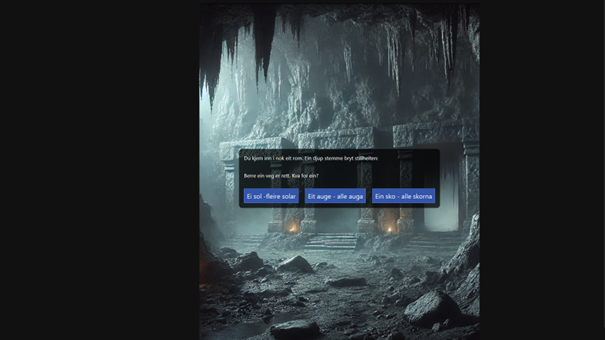 Du kjem inn i nok eit rom. Ein djup stemme bryt stillheiten:
Berre ein veg er rett. Kva for ein?
Ei sol -fleire solar
Eit auge - alle auga
Ein sko - alle skorna